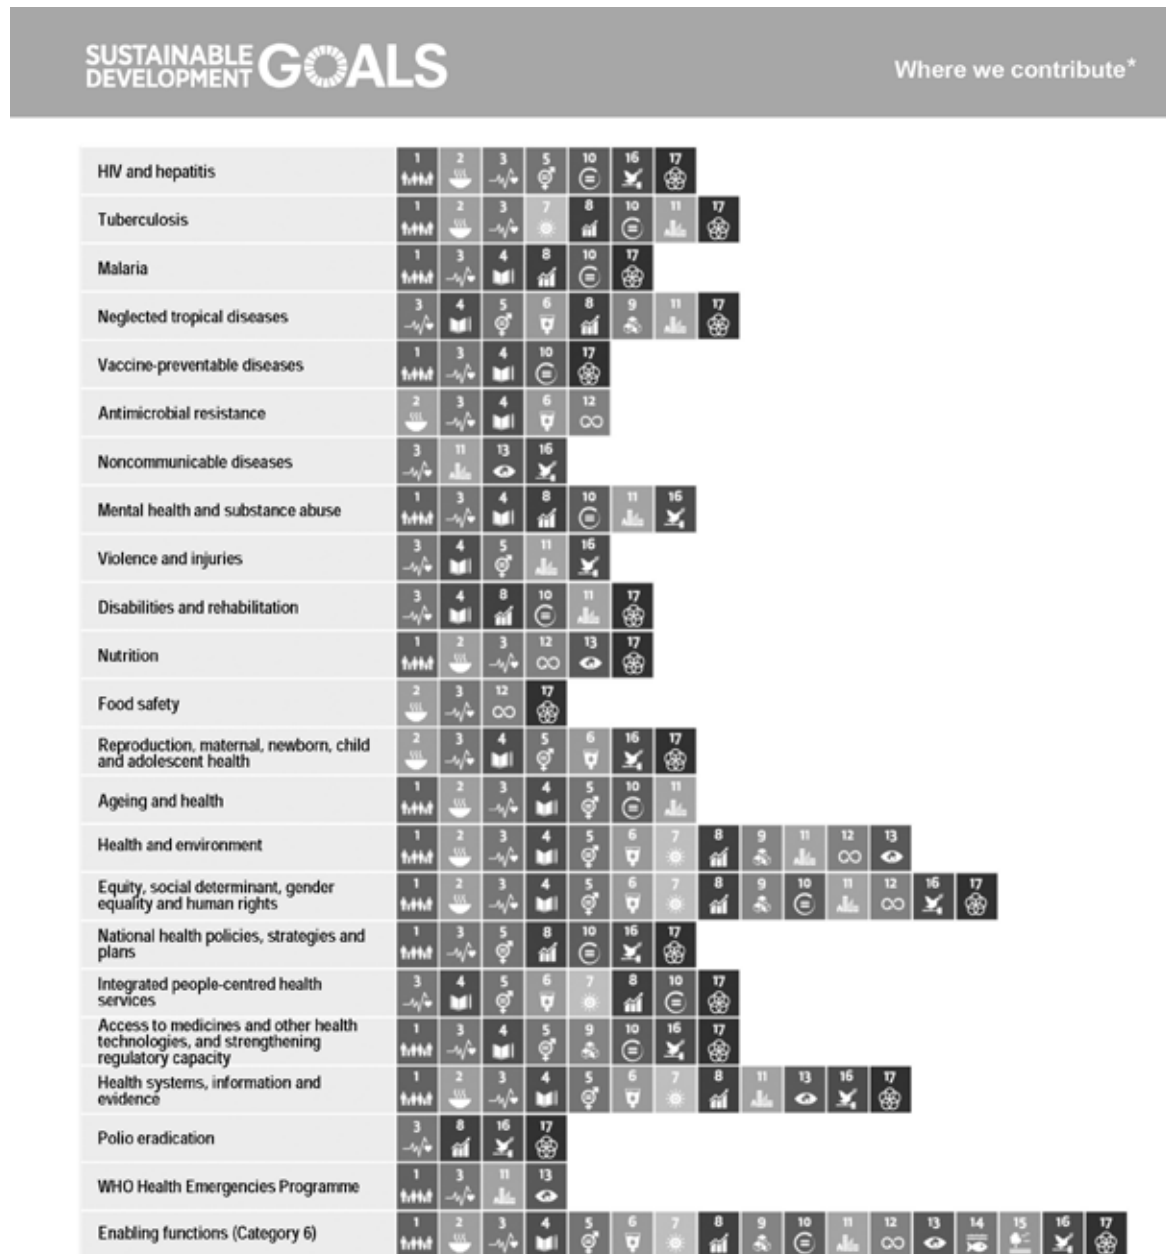 SUSTAINABLE
DEVELOPMENT GOALS
Where we contribute*
HIV and hepatitis 1 2 3 5 10 16 17
Tuberculosis 1 2 3 7 8 10 11 17
Malaria 1 3 4 8 10 17
Neglected tropical diseases 3 4 5 6 8 9 11 17
Vaccine-preventable diseases 1 3 4 10 17
Antimicrobial resistance 2 3 4 6 12
Noncommunicable diseases 3 11 13 16
Mental health and substance abuse 1 3 4 8 10 11 16
Violence and injuries 3 4 5 11 16
Disabilities and rehabilitation 3 4 8 10 11 17
Nutrition 1 2 3 12 13 17
Food safety 2 3 12 17
Reproduction, maternal, newborn, child
and adolescent health 2 3 4 5 6 16 17
Ageing and health 1 2 3 4 5 10 11
Health and environment 1 2 3 4 5 6 7 8 9 11 12 13
Equity, social determinant, gender
equality and human rights 1 2 3 4 5 6 7 8 9 10 11 12 16 17
National health policies, strategies and
plans 1 3 5 8 10 16 17
Integrated people-centred health
services 3 4 5 6 7 8 10 17
Access to medicines and other health
technologies, and strengthening
regulatory capacity 1 3 4 5 9 10 16 17
Health systems, information and
evidence 1 2 3 4 5 6 7 8 11 13 16 17
Polio eradication 3 8 16 17
WHO Health Emergencies Programme 1 3 11 13
Enabling functions (Category 6) 1 2 3 4 5 6 7 8 9 10 11 12 13 14 15 16 17